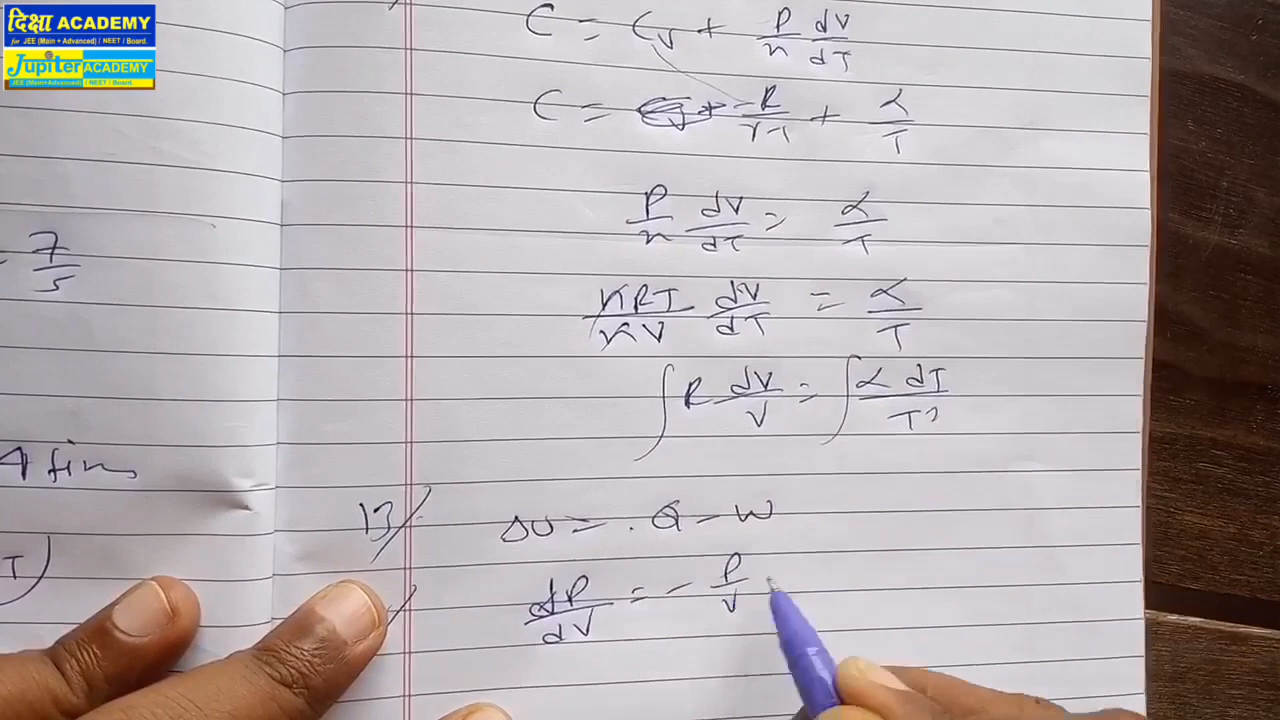 दिक्षा ACADEMY
for JEE (Main + Advanced) / NEET / Board.
Jupiter ACADEMY
JEE (Main+Advanced) / NEET / Board
C = Cv + P/n dV/dT
C = R/γ-1 + α/T
P/n dV/dT = α/T
nRT/nV dV/dT = α/T
∫ R dV/V = ∫ α dT/T²
7/5
13/ ΔU = Q - W
dP/dV = - P/V
T)